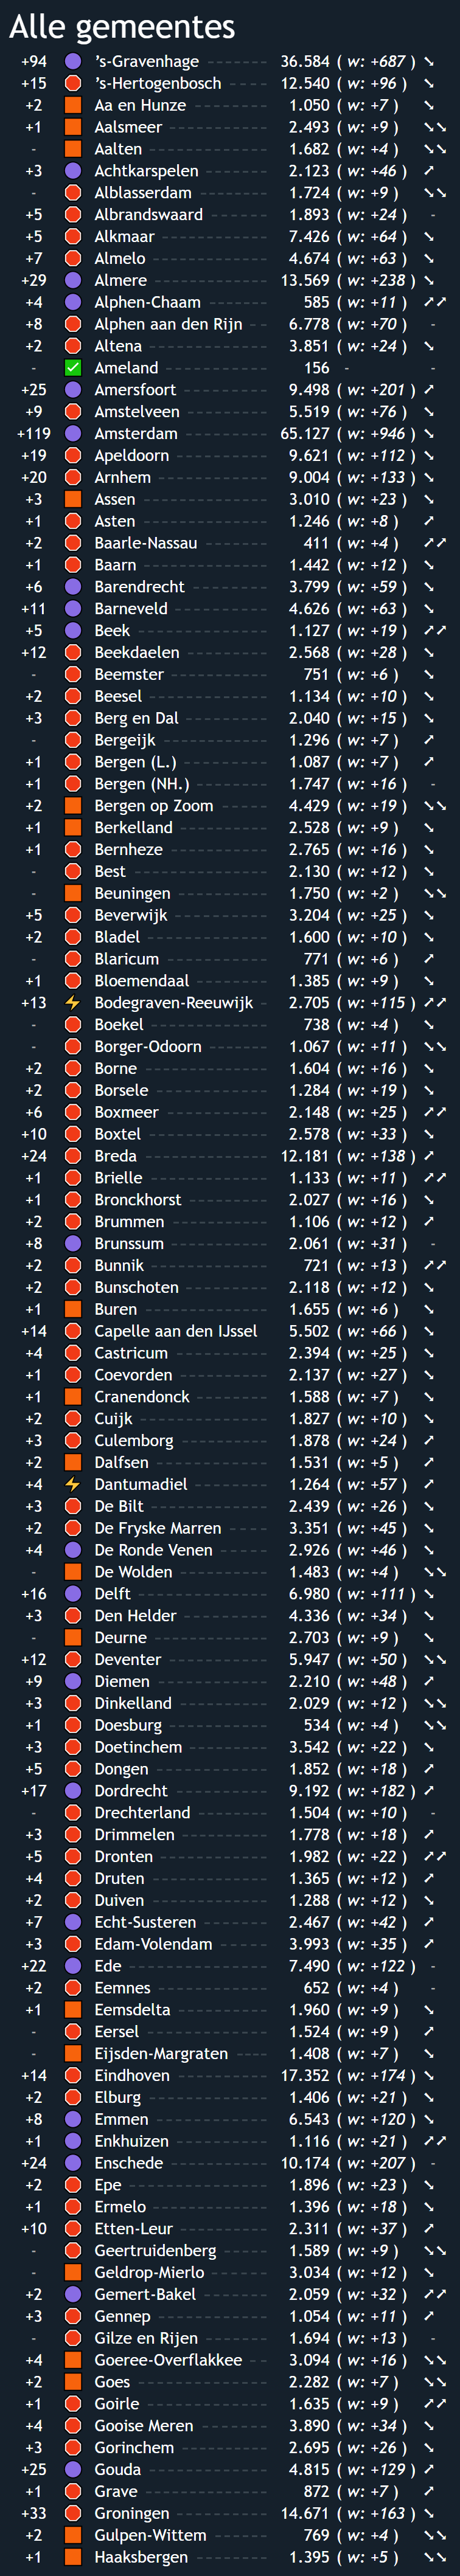 Alle gemeentes
+94 's-Gravenhage 36.584 ( w: +687 ) ↘
+15 's-Hertogenbosch 12.540 ( w: +96 ) ↘
+2 Aa en Hunze 1.050 ( w: +7 ) ↘
+1 Aalsmeer 2.493 ( w: +9 ) ↘↘
- Aalten 1.682 ( w: +4 ) ↘↘
+3 Achtkarspelen 2.123 ( w: +46 ) ↗
- Alblasserdam 1.724 ( w: +9 ) ↘↘
+5 Albrandswaard 1.893 ( w: +24 ) -
+5 Alkmaar 7.426 ( w: +64 ) ↘
+7 Almelo 4.674 ( w: +63 ) ↘
+29 Almere 13.569 ( w: +238 ) ↘
+4 Alphen-Chaam 585 ( w: +11 ) ↗↗
+8 Alphen aan den Rijn 6.778 ( w: +70 ) -
+2 Altena 3.851 ( w: +24 ) ↘
- Ameland 156 - -
+25 Amersfoort 9.498 ( w: +201 ) ↗
+9 Amstelveen 5.519 ( w: +76 ) ↘
+119 Amsterdam 65.127 ( w: +946 ) ↘
+19 Apeldoorn 9.621 ( w: +112 ) ↘
+20 Arnhem 9.004 ( w: +133 ) ↘
+3 Assen 3.010 ( w: +23 ) ↘
+1 Asten 1.246 ( w: +8 ) ↗
+2 Baarle-Nassau 411 ( w: +4 ) ↗↗
+1 Baarn 1.442 ( w: +12 ) ↘
+6 Barendrecht 3.799 ( w: +59 ) ↘
+11 Barneveld 4.626 ( w: +63 ) ↘
+5 Beek 1.127 ( w: +19 ) ↗↗
+12 Beekdaelen 2.568 ( w: +28 ) ↘
- Beemster 751 ( w: +6 ) ↘
+2 Beesel 1.134 ( w: +10 ) ↘
+3 Berg en Dal 2.040 ( w: +15 ) ↘
- Bergeijk 1.296 ( w: +7 ) ↗
+1 Bergen (L.) 1.087 ( w: +7 ) ↗
+1 Bergen (NH.) 1.747 ( w: +16 ) -
+2 Bergen op Zoom 4.429 ( w: +19 ) ↘↘
+1 Berkelland 2.528 ( w: +9 ) ↘
+1 Bernheze 2.765 ( w: +16 ) ↘
- Best 2.130 ( w: +12 ) ↘
- Beuningen 1.750 ( w: +2 ) ↘↘
+5 Beverwijk 3.204 ( w: +25 ) ↘
+2 Bladel 1.600 ( w: +10 ) ↘
- Blaricum 771 ( w: +6 ) ↗
+1 Bloemendaal 1.385 ( w: +9 ) ↘
+13 Bodegraven-Reeuwijk 2.705 ( w: +115 ) ↗↗
- Boekel 738 ( w: +4 ) ↘
- Borger-Odoorn 1.067 ( w: +11 ) ↘↘
+2 Borne 1.604 ( w: +16 ) ↘
+2 Borsele 1.284 ( w: +19 ) ↘
+6 Boxmeer 2.148 ( w: +25 ) ↗↗
+10 Boxtel 2.578 ( w: +33 ) ↘
+24 Breda 12.181 ( w: +138 ) ↗
+1 Brielle 1.133 ( w: +11 ) ↗↗
+1 Bronckhorst 2.027 ( w: +16 ) ↘
+2 Brummen 1.106 ( w: +12 ) ↗
+8 Brunssum 2.061 ( w: +31 ) -
+2 Bunnik 721 ( w: +13 ) ↗↗
+2 Bunschoten 2.118 ( w: +12 ) ↘
+1 Buren 1.655 ( w: +6 ) ↘
+14 Capelle aan den IJssel 5.502 ( w: +66 ) ↘
+4 Castricum 2.394 ( w: +25 ) ↘
+1 Coevorden 2.137 ( w: +27 ) ↘
+1 Cranendonck 1.588 ( w: +7 ) ↘
+2 Cuijk 1.827 ( w: +10 ) ↘
+3 Culemborg 1.878 ( w: +24 ) ↗
+2 Dalfsen 1.531 ( w: +5 ) ↗
+4 Dantumadiel 1.264 ( w: +57 ) ↗
+3 De Bilt 2.439 ( w: +26 ) ↘
+2 De Fryske Marren 3.351 ( w: +45 ) ↘
+4 De Ronde Venen 2.926 ( w: +46 ) ↘
- De Wolden 1.483 ( w: +4 ) ↘↘
+16 Delft 6.980 ( w: +111 ) ↘
+3 Den Helder 4.336 ( w: +34 ) ↘
- Deurne 2.703 ( w: +9 ) ↘
+12 Deventer 5.947 ( w: +50 ) ↘↘
+9 Diemen 2.210 ( w: +48 ) ↗
+3 Dinkelland 2.029 ( w: +12 ) ↘↘
+1 Doesburg 534 ( w: +4 ) ↘↘
+3 Doetinchem 3.542 ( w: +22 ) ↘
+5 Dongen 1.852 ( w: +18 ) ↗
+17 Dordrecht 9.192 ( w: +182 ) ↗
- Drechterland 1.504 ( w: +10 ) -
+3 Drimmelen 1.778 ( w: +18 ) ↗
+5 Dronten 1.982 ( w: +22 ) ↗↗
+4 Druten 1.365 ( w: +12 ) ↗
+2 Duiven 1.288 ( w: +12 ) ↘
+7 Echt-Susteren 2.467 ( w: +42 ) ↗
+3 Edam-Volendam 3.993 ( w: +35 ) ↗
+22 Ede 7.490 ( w: +122 ) -
+2 Eemnes 652 ( w: +4 ) -
+1 Eemsdelta 1.960 ( w: +9 ) ↘
- Eersel 1.524 ( w: +9 ) ↗
- Eijsden-Margraten 1.408 ( w: +7 ) ↘
+14 Eindhoven 17.352 ( w: +174 ) ↘
+2 Elburg 1.406 ( w: +21 ) ↘
+8 Emmen 6.543 ( w: +120 ) ↘
+1 Enkhuizen 1.116 ( w: +21 ) ↗↗
+24 Enschede 10.174 ( w: +207 ) -
+2 Epe 1.896 ( w: +23 ) ↘
+1 Ermelo 1.396 ( w: +18 ) ↘
+10 Etten-Leur 2.311 ( w: +37 ) ↗
- Geertruidenberg 1.589 ( w: +9 ) ↘↘
- Geldrop-Mierlo 3.034 ( w: +12 ) ↘
+2 Gemert-Bakel 2.059 ( w: +32 ) ↗↗
+3 Gennep 1.054 ( w: +11 ) ↗
- Gilze en Rijen 1.694 ( w: +13 ) -
+4 Goeree-Overflakkee 3.094 ( w: +16 ) ↘↘
+2 Goes 2.282 ( w: +7 ) ↘↘
+1 Goirle 1.635 ( w: +9 ) ↗↗
+4 Gooise Meren 3.890 ( w: +34 ) ↘
+3 Gorinchem 2.695 ( w: +26 ) ↘
+25 Gouda 4.815 ( w: +129 ) ↗
+1 Grave 872 ( w: +7 ) ↗
+33 Groningen 14.671 ( w: +163 ) ↘
+2 Gulpen-Wittem 769 ( w: +4 ) ↘↘
+1 Haaksbergen 1.395 ( w: +5 ) ↘↘